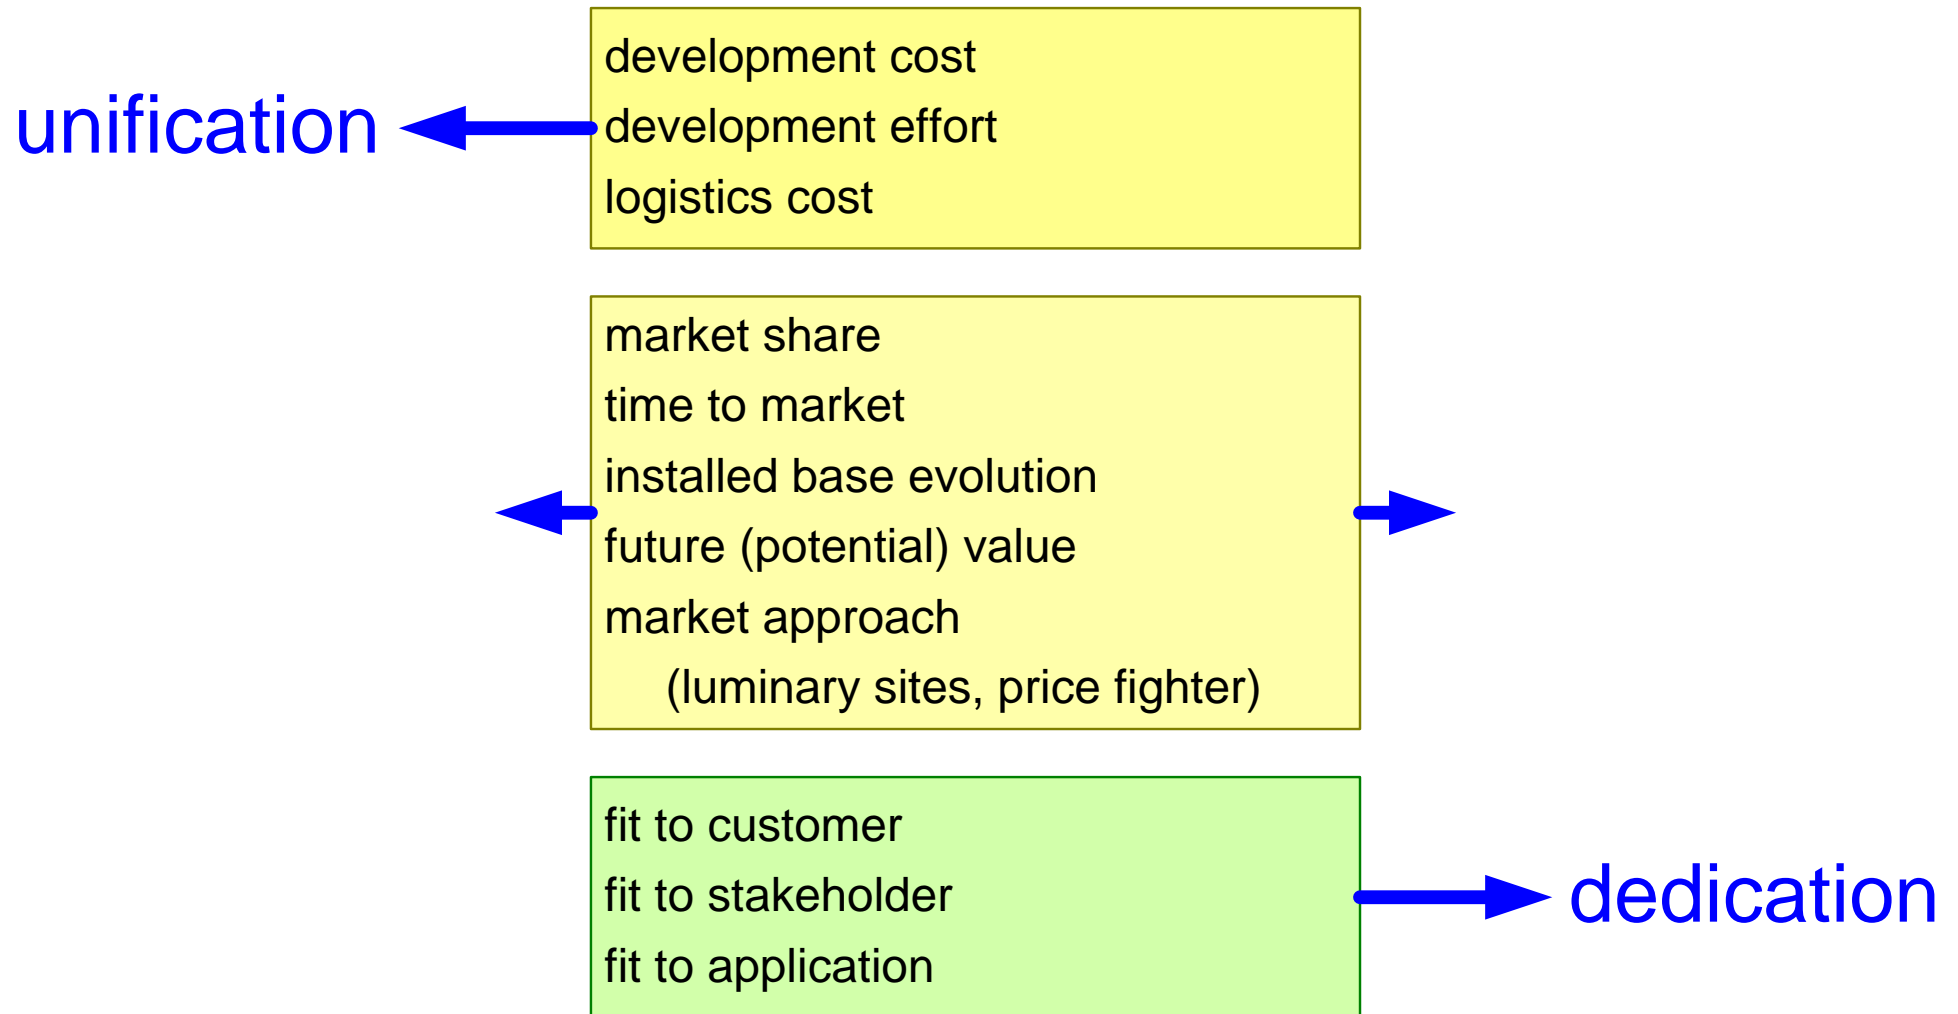 development cost
unification
development effort
logistics cost
market share
time to market
installed base evolution
future (potential) value
market approach
(luminary sites, price fighter)
fit to customer
fit to stakeholder
dedication
fit to application